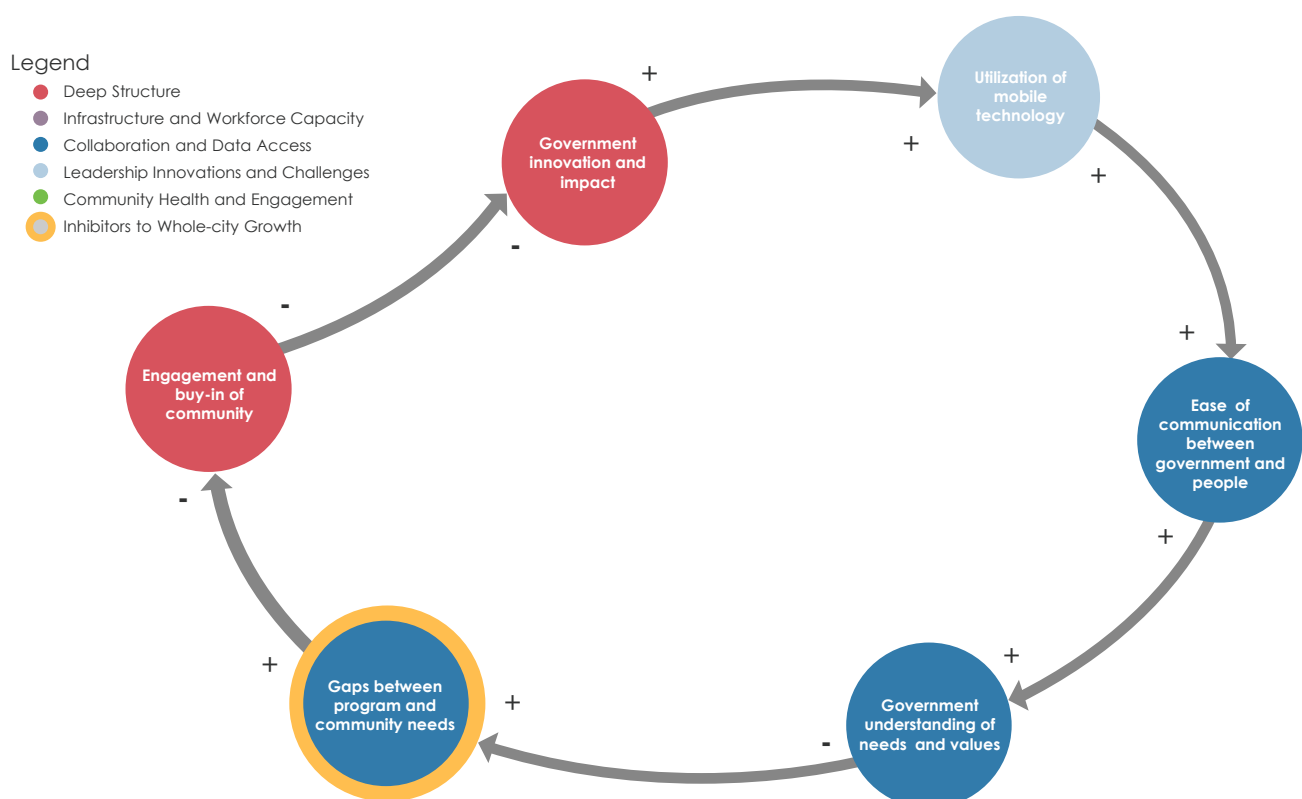 Legend
Deep Structure
Infrastructure and Workforce Capacity
Collaboration and Data Access
Leadership Innovations and Challenges
Community Health and Engagement
Inhibitors to Whole-city Growth
+
Government
innovation and
impact
-
+
Utilization of
mobile
technology
+
+
Ease of
communication
between
government and
people
+
+
Government
understanding of
needs and values
-
+
Gaps between
program and
community needs
+
-
Engagement and
buy-in of
community
-